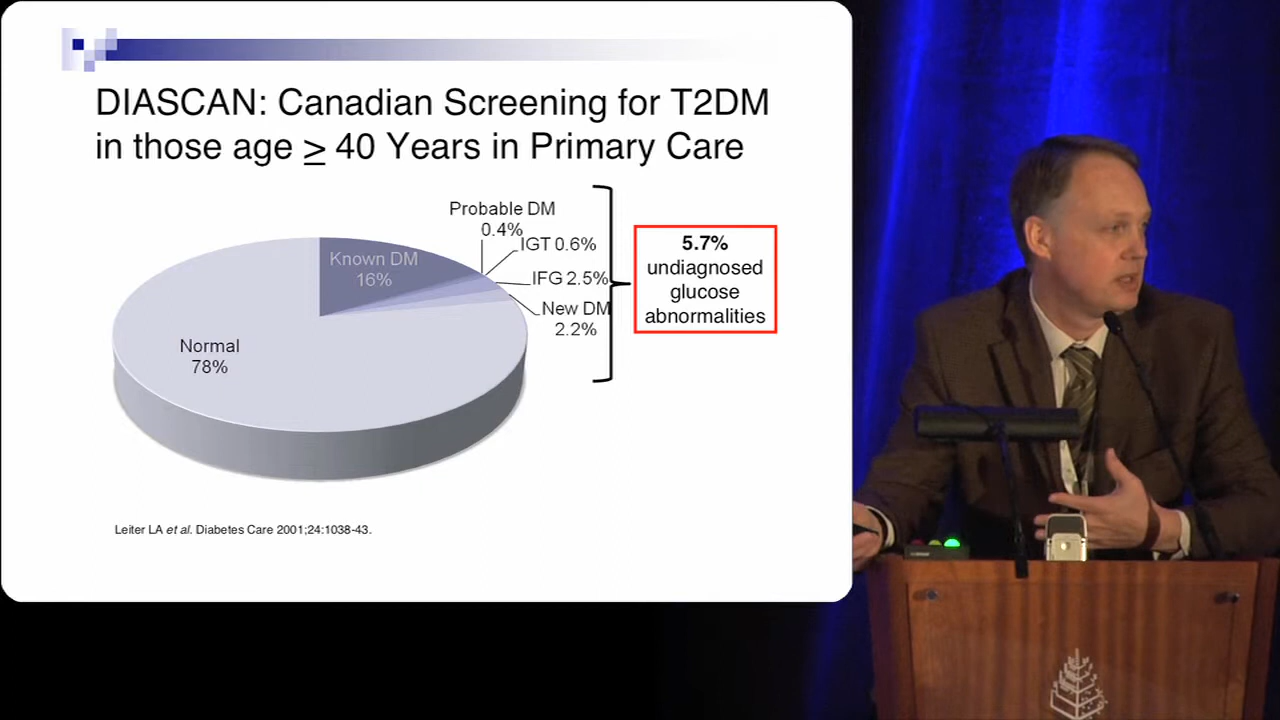 DIASCAN: Canadian Screening for T2DM
in those age ≥ 40 Years in Primary Care
Probable DM
0.4%
IGT 0.6%
IFG 2.5%
New DM
2.2%
Known DM
16%
Normal
78%
5.7%
undiagnosed
glucose
abnormalities
Leiter LA et al. Diabetes Care 2001;24:1038-43.